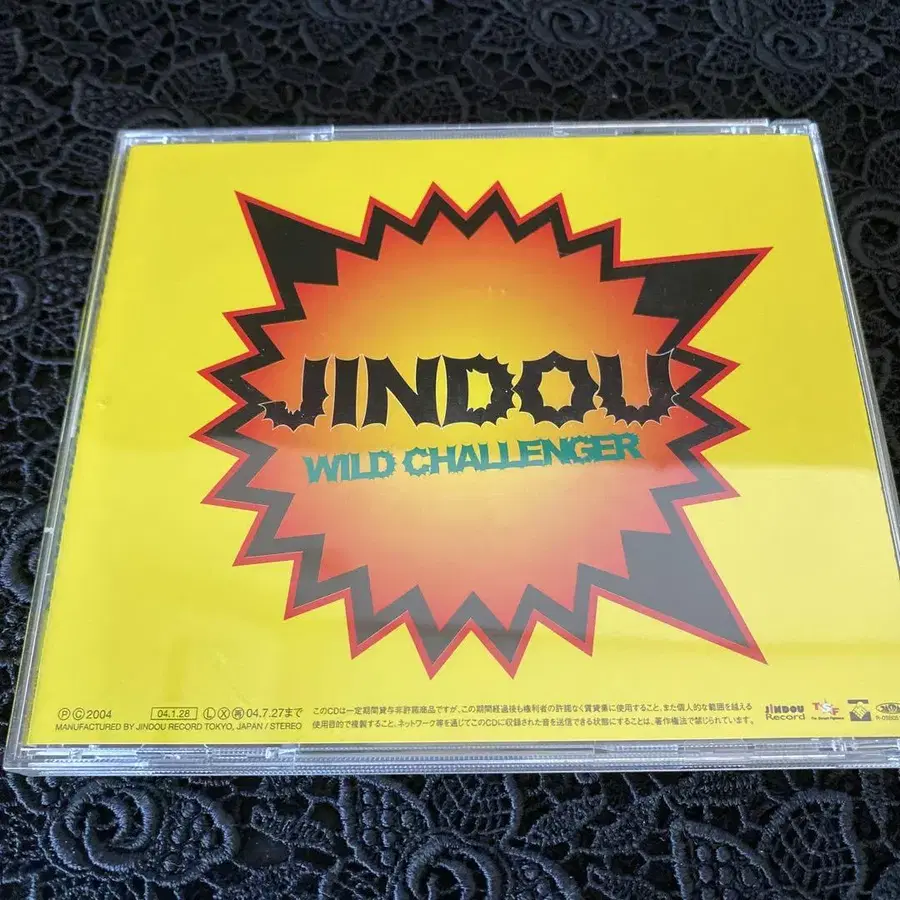 JINDOU
WILD CHALLENGER
Ⓟ Ⓒ 2004 04.1.28 Ⓛ Ⓧ ㊢ 04.7.27まで
MANUFACTURED BY JINDOU RECORD TOKYO, JAPAN / STEREO
このCDは一定期間貸与非許諾商品ですが、この期間経過後も権利者の許諾なく賃貸業に使用すること、また個人的な範囲を越える
使用目的で複製すること、ネットワーク等を通じてこのCDに収録された音を送信できる状態にすることは、著作権法で禁じられています。
JINDOU
Record